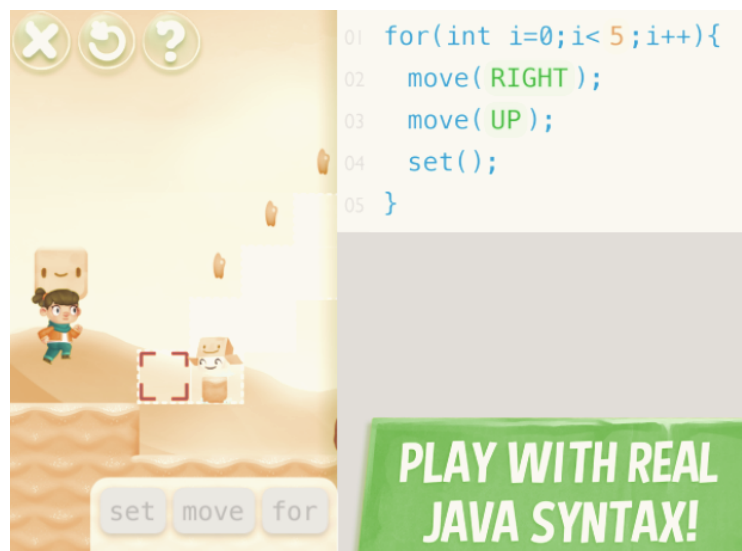 X ?
01 for(int i=0;i< 5 ;i++){
02 move( RIGHT );
03 move( UP );
04 set();
05 }
set move for
PLAY WITH REAL
JAVA SYNTAX!